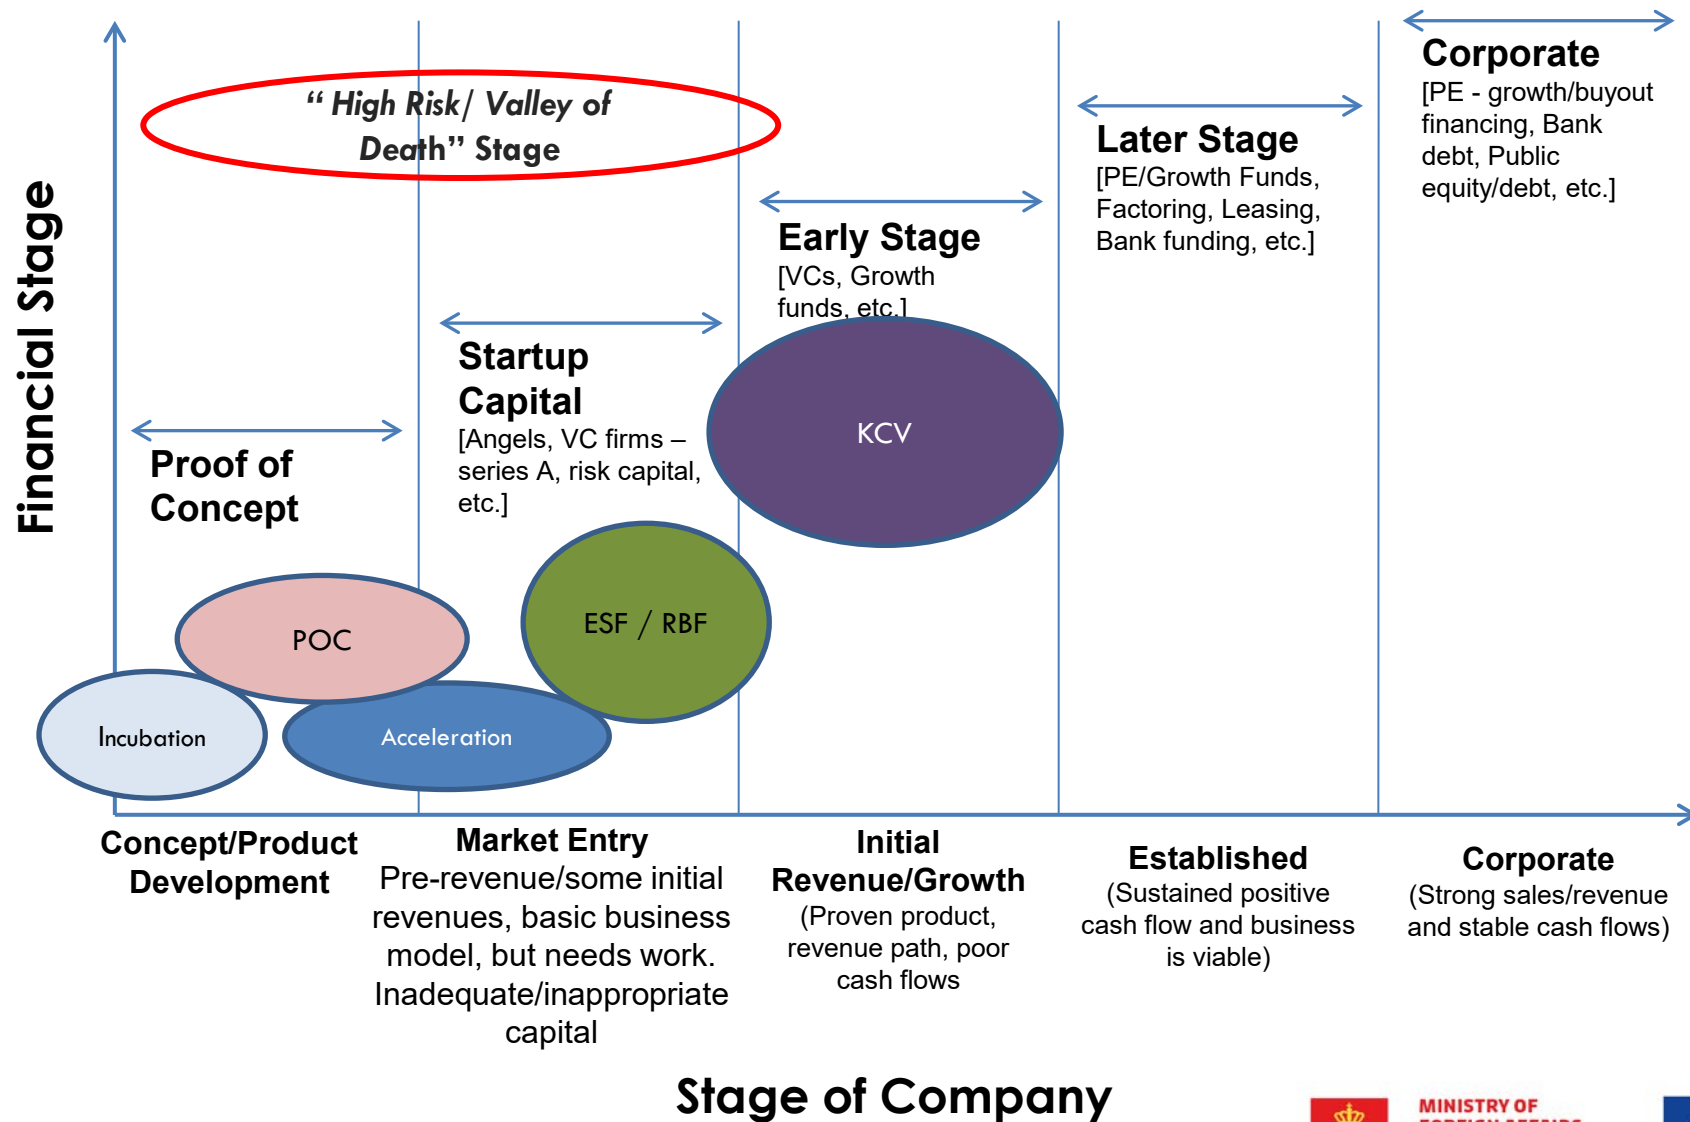 Financial Stage
“ High Risk/ Valley of
Death” Stage
Proof of
Concept
Startup
Capital
[Angels, VC firms –
series A, risk capital,
etc.]
Early Stage
[VCs, Growth
funds, etc.]
Later Stage
[PE/Growth Funds,
Factoring, Leasing,
Bank funding, etc.]
Corporate
[PE - growth/buyout
financing, Bank
debt, Public
equity/debt, etc.]
KCV
ESF / RBF
POC
Incubation
Acceleration
Concept/Product
Development
Market Entry
Pre-revenue/some initial
revenues, basic business
model, but needs work.
Inadequate/inappropriate
capital
Initial
Revenue/Growth
(Proven product,
revenue path, poor
cash flows
Established
(Sustained positive
cash flow and business
is viable)
Corporate
(Strong sales/revenue
and stable cash flows)
Stage of Company
MINISTRY OF
FOREIGN AFFAIRS